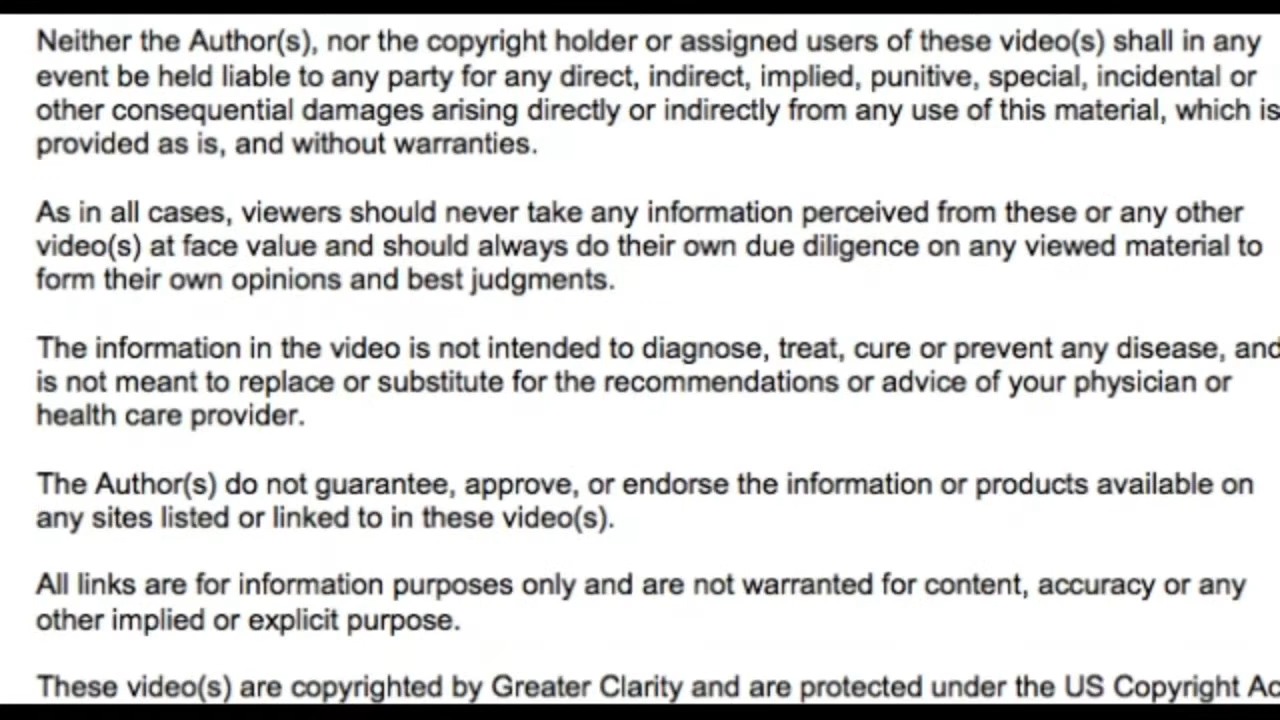 Neither the Author(s), nor the copyright holder or assigned users of these video(s) shall in any
event be held liable to any party for any direct, indirect, implied, punitive, special, incidental or
other consequential damages arising directly or indirectly from any use of this material, which is
provided as is, and without warranties.
As in all cases, viewers should never take any information perceived from these or any other
video(s) at face value and should always do their own due diligence on any viewed material to
form their own opinions and best judgments.
The information in the video is not intended to diagnose, treat, cure or prevent any disease, and
is not meant to replace or substitute for the recommendations or advice of your physician or
health care provider.
The Author(s) do not guarantee, approve, or endorse the information or products available on
any sites listed or linked to in these video(s).
All links are for information purposes only and are not warranted for content, accuracy or any
other implied or explicit purpose.
These video(s) are copyrighted by Greater Clarity and are protected under the US Copyright